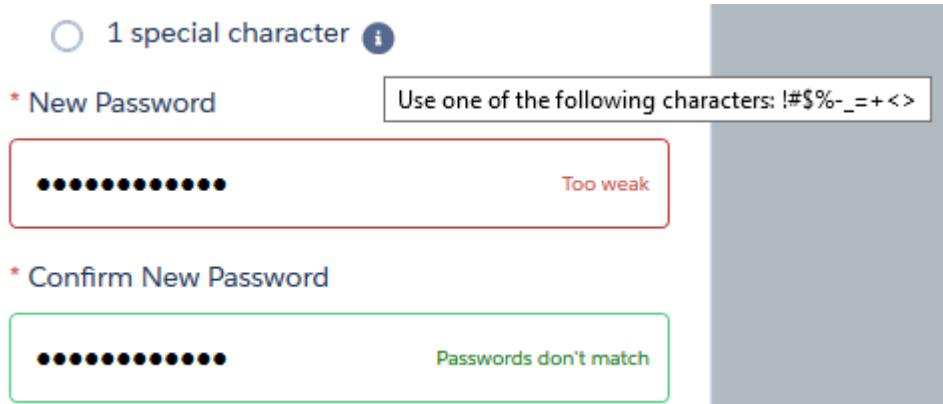 1 special character i
Use one of the following characters: !#$%-_=+<>
* New Password
●●●●●●●●●●●● Too weak
* Confirm New Password
●●●●●●●●●●●● Passwords don't match